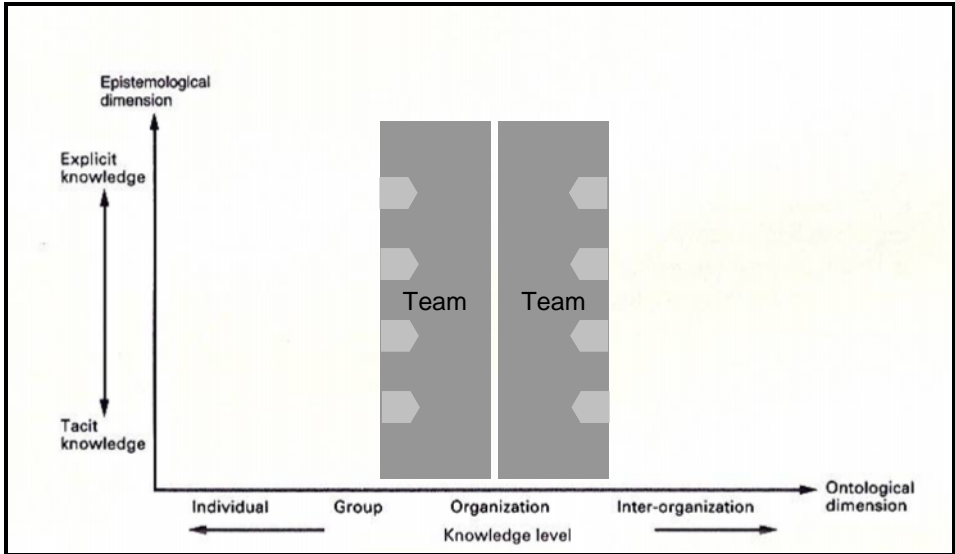 Epistemological
dimension
Explicit
knowledge
Team Team
Tacit
knowledge
Individual Group Organization Inter-organization
Ontological
dimension
Knowledge level